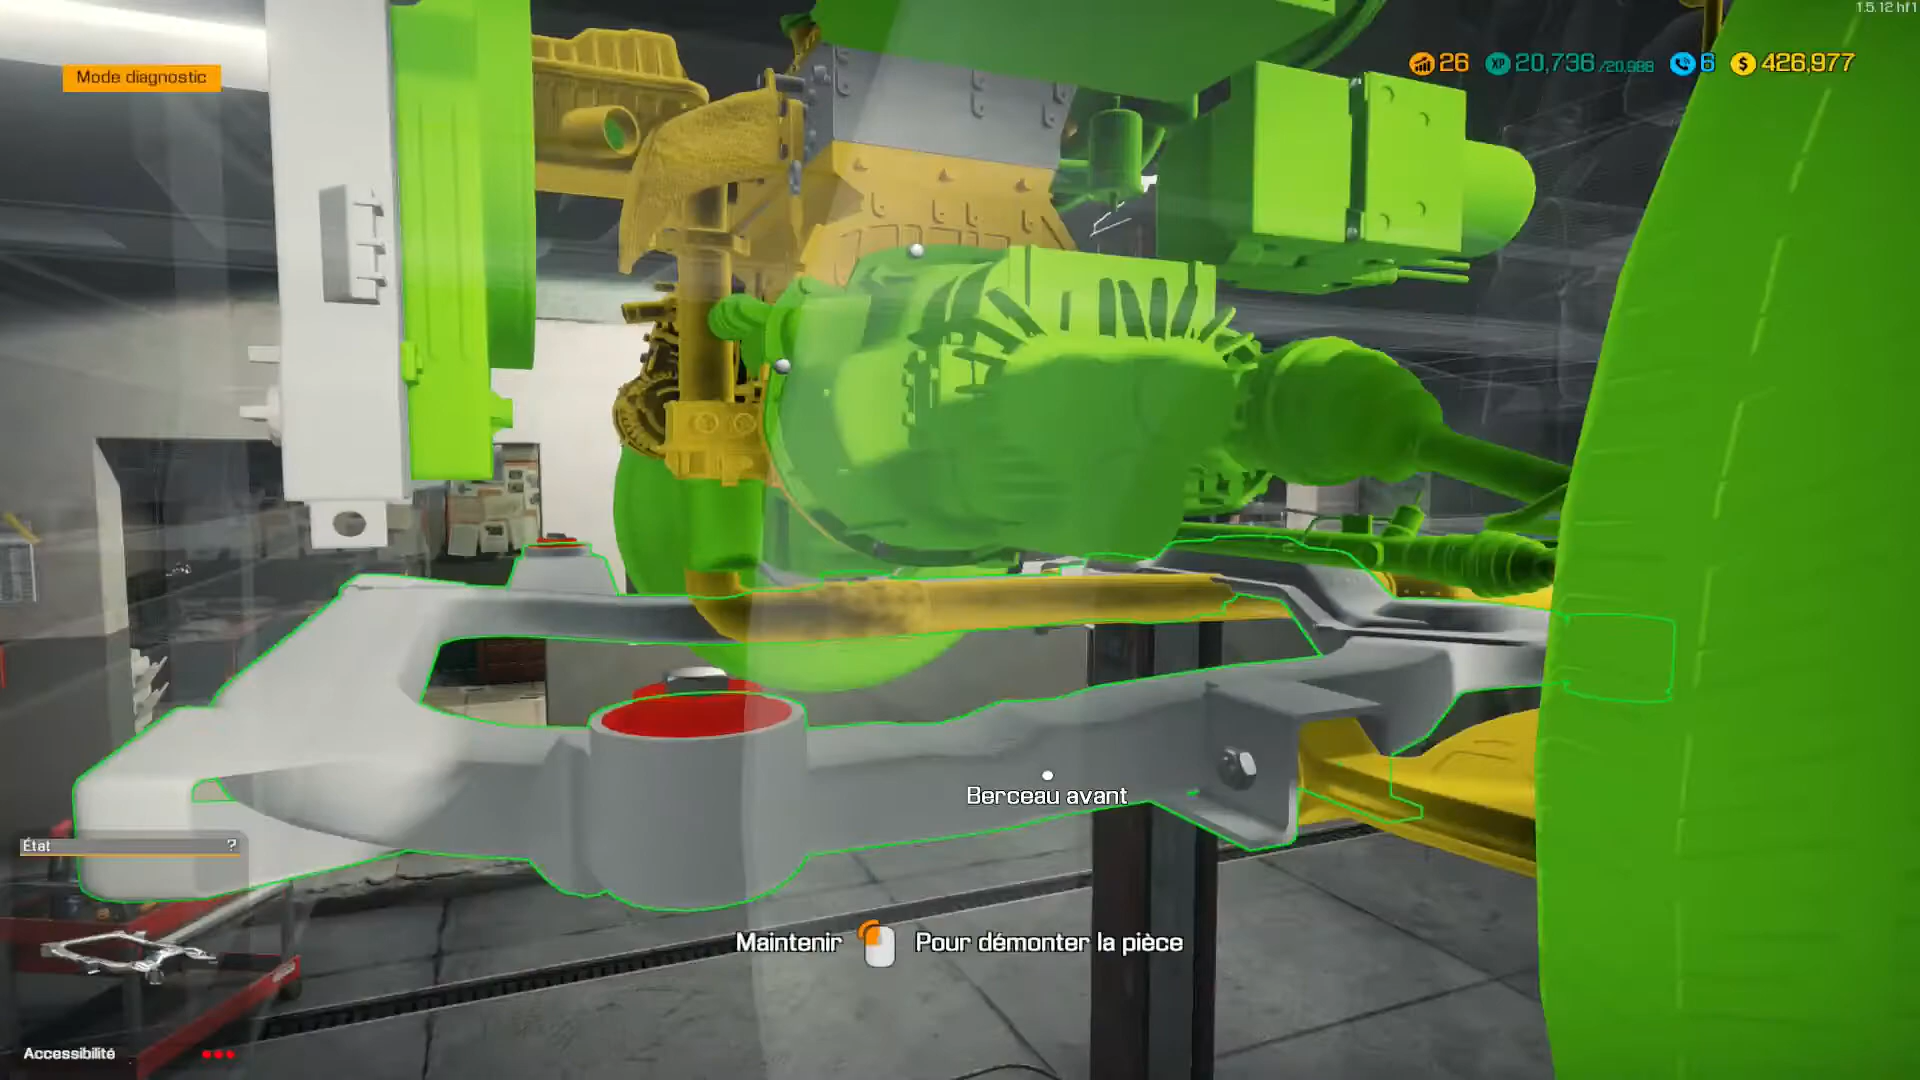 1.5.12 hf1
Mode diagnostic
26 XP 20,736 /20,988 6 $ 426,977
Berceau avant
État ?
Maintenir Pour démonter la pièce
Accessibilité